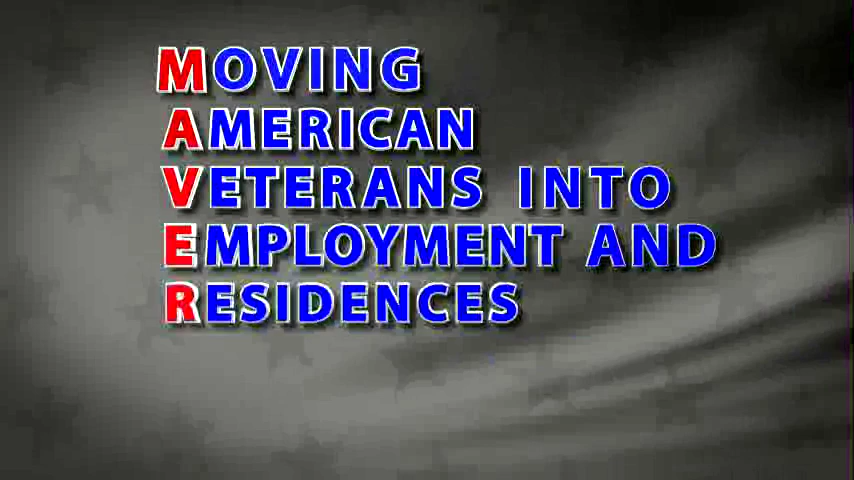 MOVING
AMERICAN
VETERANS INTO
EMPLOYMENT AND
RESIDENCES